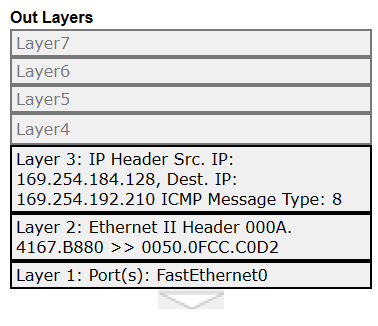 Out Layers
Layer7
Layer6
Layer5
Layer4
Layer 3: IP Header Src. IP:
169.254.184.128, Dest. IP:
169.254.192.210 ICMP Message Type: 8
Layer 2: Ethernet II Header 000A.
4167.B880 >> 0050.0FCC.C0D2
Layer 1: Port(s): FastEthernet0